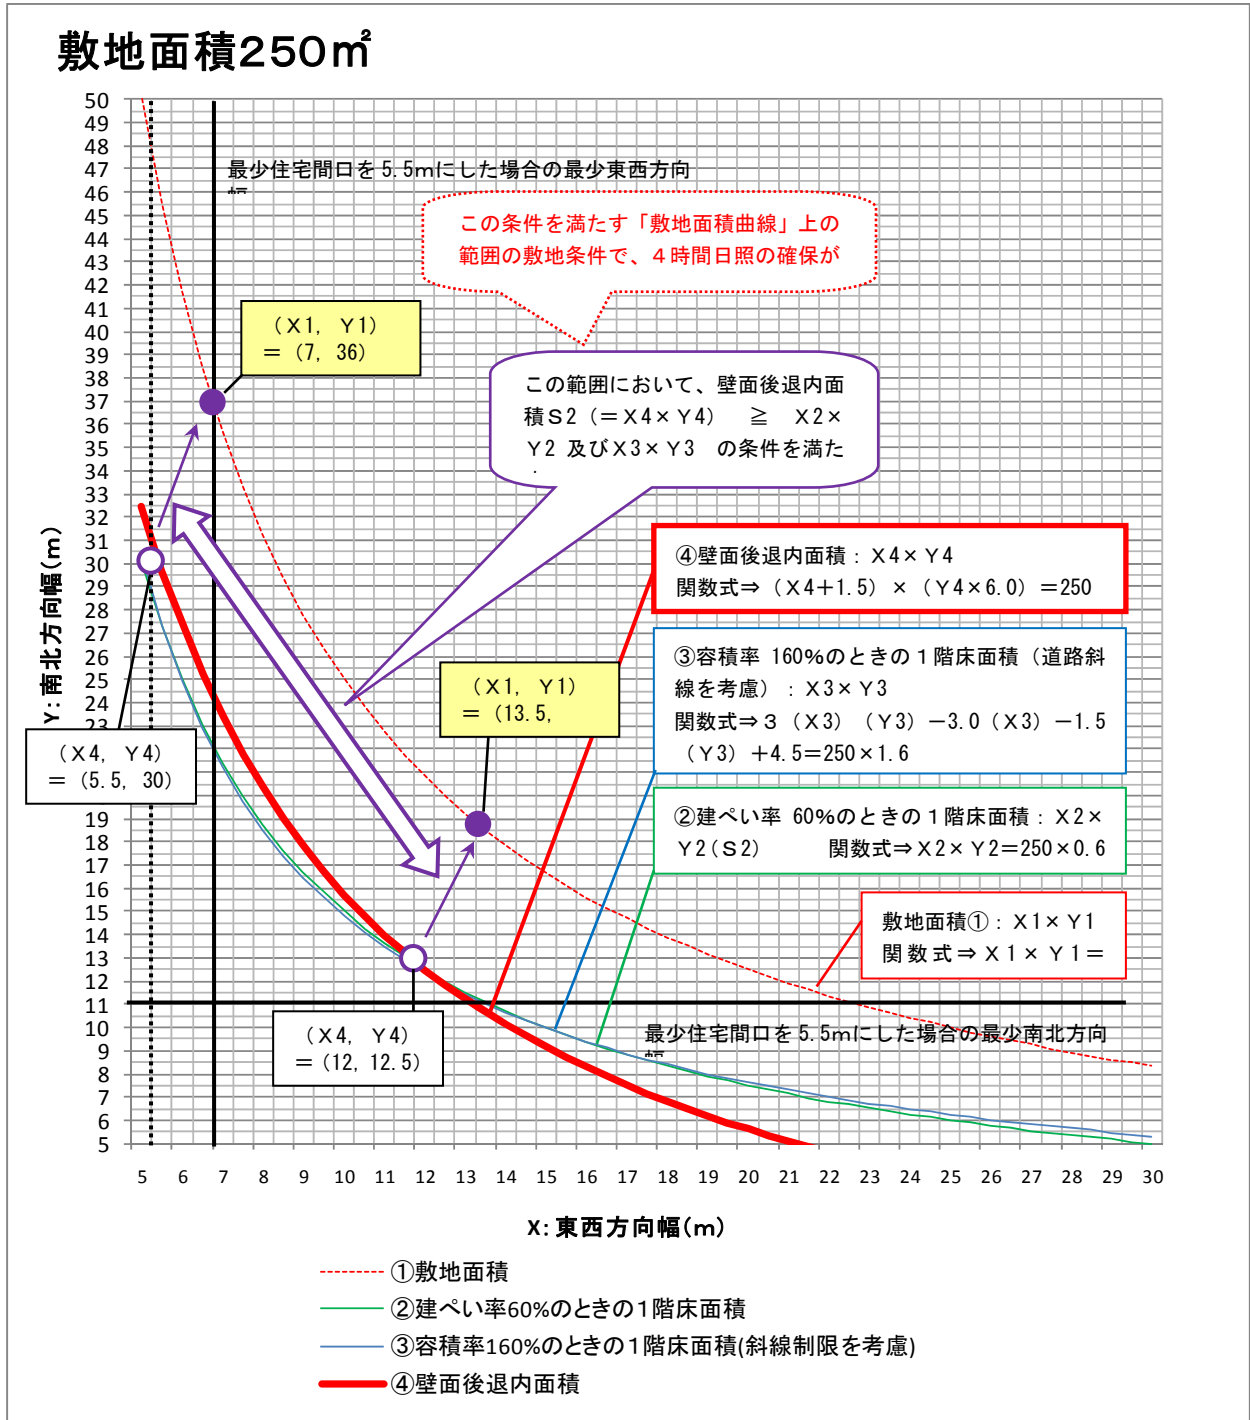 敷地面積250㎡
50
49
48
47
46
45
44
43
42
41
40
39
38
37
36
35
34
33
32
31
30
29
28
27
26
25
24
23
19
18
17
16
15
14
13
12
11
10
9
8
7
6
5
Y:南北方向幅(m)
最少住宅間口を5.5mにした場合の最少東西方向
この条件を満たす「敷地面積曲線」上の
範囲の敷地条件で、4時間日照の確保が
(X1, Y1)
=(7, 36)
この範囲において、壁面後退内面
積S2(=X4×Y4) ≧ X2×
Y2 及びX3×Y3 の条件を満た
④壁面後退内面積:X4×Y4
関数式⇒(X4+1.5)×(Y4×6.0)=250
③容積率 160%のときの1階床面積(道路斜
線を考慮):X3×Y3
関数式⇒3(X3)(Y3)-3.0(X3)-1.5
(Y3)+4.5=250×1.6
(X1, Y1)
=(13.5,
(X4, Y4)
=(5.5, 30)
②建ぺい率 60%のときの1階床面積:X2×
Y2(S2) 関数式⇒X2×Y2=250×0.6
敷地面積①:X1×Y1
関数式⇒X1×Y1=
(X4, Y4)
=(12, 12.5)
最少住宅間口を5.5mにした場合の最少南北方向
5 6 7 8 9 10 11 12 13 14 15 16 17 18 19 20 21 22 23 24 25 26 27 28 29 30
X:東西方向幅(m)
①敷地面積
②建ぺい率60%のときの1階床面積
③容積率160%のときの1階床面積(斜線制限を考慮)
④壁面後退内面積